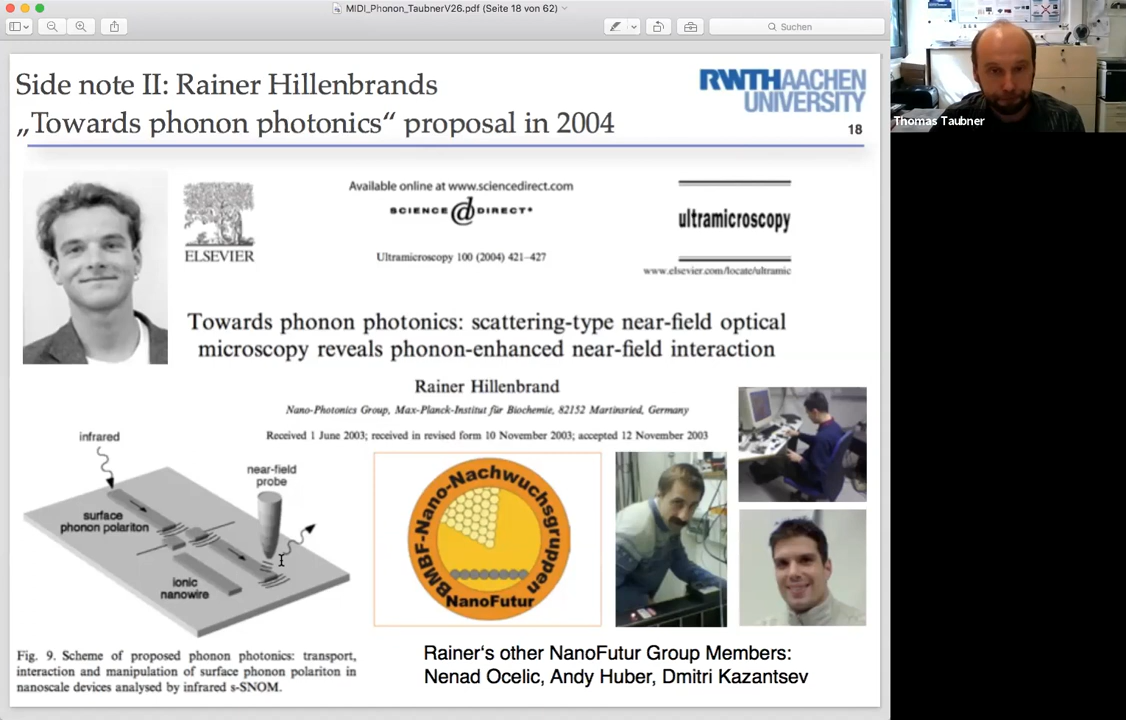 MIDI_Phonon_TaubnerV26.pdf (Seite 18 von 62)
Suchen
Side note II: Rainer Hillenbrands
„Towards phonon photonics“ proposal in 2004
RWTHAACHEN
UNIVERSITY
18
Thomas Taubner
ELSEVIER
Available online at www.sciencedirect.com
SCIENCE @ DIRECT•
Ultramicroscopy 100 (2004) 421–427
ultramicroscopy
www.elsevier.com/locate/ultramic
Towards phonon photonics: scattering-type near-field optical
microscopy reveals phonon-enhanced near-field interaction
Rainer Hillenbrand
Nano-Photonics Group, Max-Planck-Institut für Biochemie, 82152 Martinsried, Germany
Received 1 June 2003; received in revised form 10 November 2003; accepted 12 November 2003
infrared
near-field
probe
surface
phonon polariton
ionic
nanowire
BMBF-Nano-Nachwuchsgruppen
NanoFutur
Fig. 9. Scheme of proposed phonon photonics: transport,
interaction and manipulation of surface phonon polariton in
nanoscale devices analysed by infrared s-SNOM.
Rainer‘s other NanoFutur Group Members:
Nenad Ocelic, Andy Huber, Dmitri Kazantsev